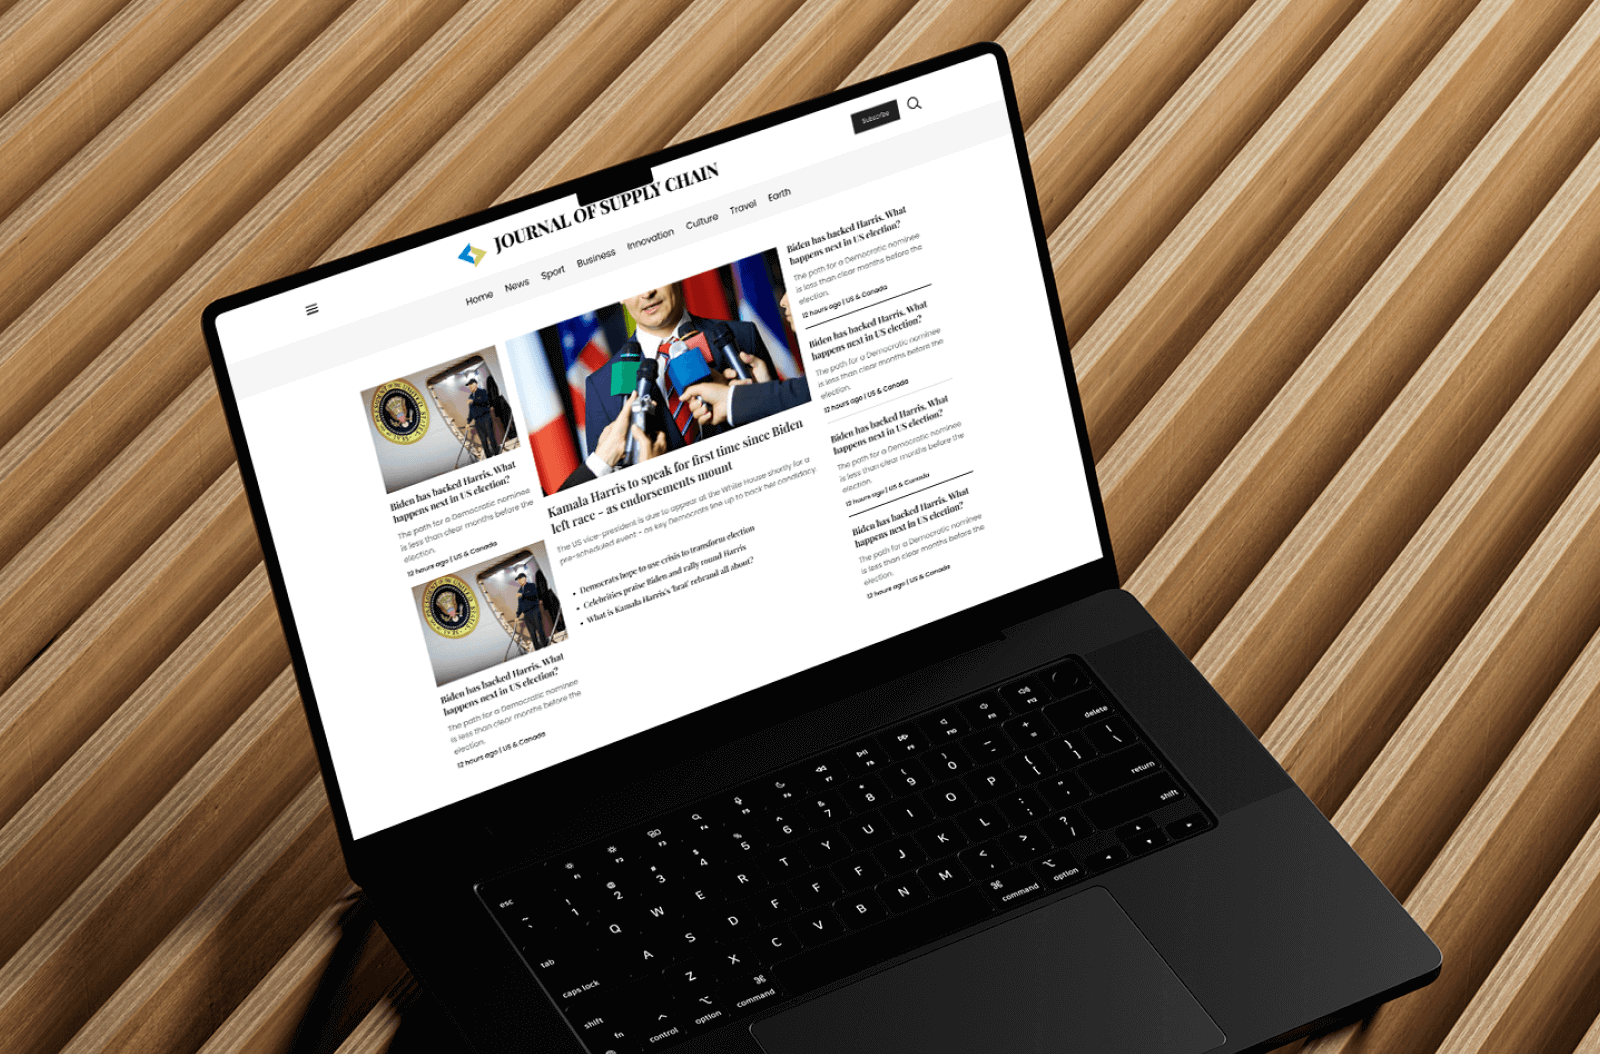 Subscribe
JOURNAL OF SUPPLY CHAIN
Home News Sport Business Innovation Culture Travel Earth
Biden has backed Harris. What
happens next in US election?
The path for a Democratic nominee
is less than clear months before the
election.
12 hours ago | US & Canada
Biden has backed Harris. What
happens next in US election?
The path for a Democratic nominee
is less than clear months before the
election.
12 hours ago | US & Canada
Kamala Harris to speak for first time since Biden
left race - as endorsements mount
The US vice-president is due to appear at the White House shortly for a
pre-scheduled event - as key Democrats line up to back her candidacy.
• Democrats hope to use crisis to transform election
• Celebrities praise Biden and rally round Harris
• What is Kamala Harris's 'brat' rebrand all about?
Biden has backed Harris. What
happens next in US election?
The path for a Democratic nominee
is less than clear months before the
election.
12 hours ago | US & Canada
Biden has backed Harris. What
happens next in US election?
The path for a Democratic nominee
is less than clear months before the
election.
12 hours ago | US & Canada
Biden has backed Harris. What
happens next in US election?
The path for a Democratic nominee
is less than clear months before the
election.
12 hours ago | US & Canada
Biden has backed Harris. What
happens next in US election?
The path for a Democratic nominee
is less than clear months before the
election.
12 hours ago | US & Canada
esc F1 F2 F3 F4 F5 F6 F7 F8 F9 F10 F11 F12
~ ! 1 2 # 3 $ 4 % 5 ^ 6 & 7 * 8 ( 9 ) 0 _ - + = delete
tab Q W E R T Y U I O P { [ } ] | \
caps lock A S D F F F J K L : ; " ' return
shift Z X C V B N M < , > . ? / shift
fn control option command command option